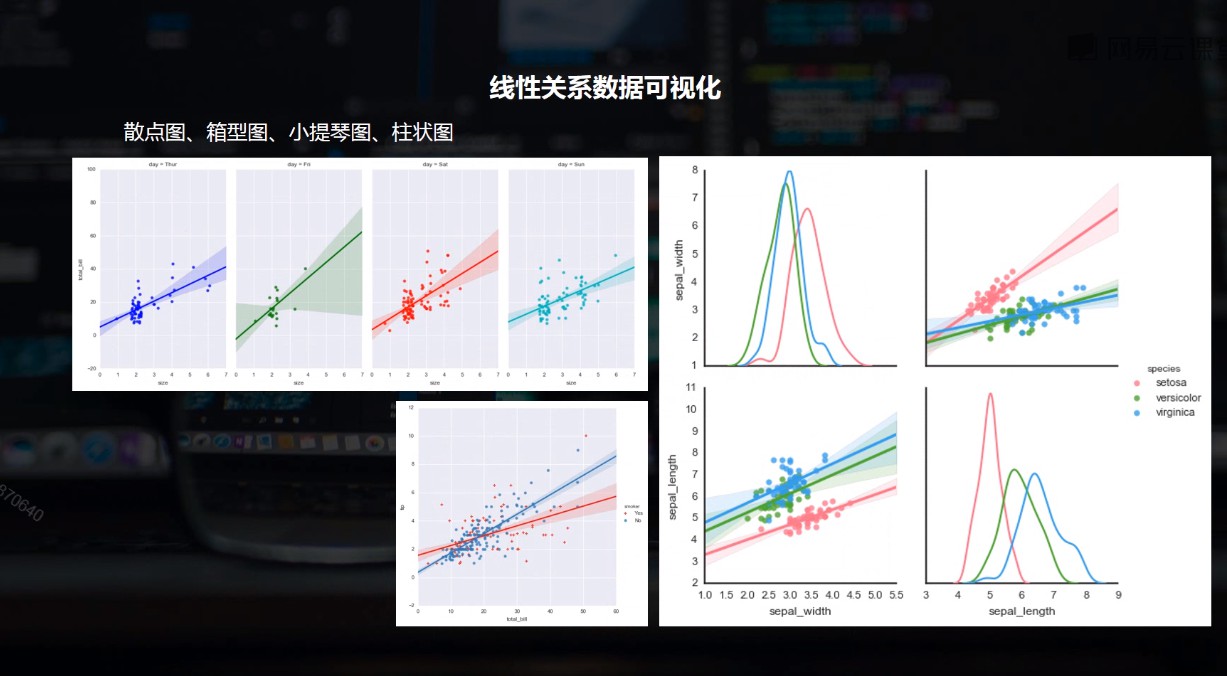 网易云课
线性关系数据可视化
散点图、箱型图、小提琴图、柱状图
day = Thur
day = Fri
day = Sat
day = Sun
total_bill
100
80
60
40
20
0
-20
0 1 2 3 4 5 6 7
0 1 2 3 4 5 6 7
0 1 2 3 4 5 6 7
0 1 2 3 4 5 6 7
size
size
size
size
12
10
8
6
4
2
0
-2
tip
0 10 20 30 40 50 60
total_bill
smoker
Yes
No
sepal_width
8
7
6
5
4
3
2
1
sepal_length
11
10
9
8
7
6
5
4
3
2
1.0 1.5 2.0 2.5 3.0 3.5 4.0 4.5 5.0 5.5
sepal_width
3 4 5 6 7 8 9
sepal_length
species
setosa
versicolor
virginica
870640